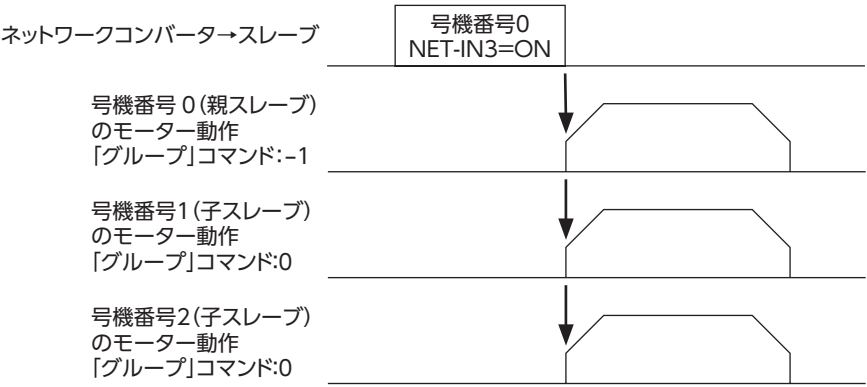 ネットワークコンバータ→スレーブ
号機番号0
NET-IN3=ON
号機番号 0(親スレーブ)
のモーター動作
「グループ」コマンド:−1
号機番号1(子スレーブ)
のモーター動作
「グループ」コマンド:0
号機番号2(子スレーブ)
のモーター動作
「グループ」コマンド:0